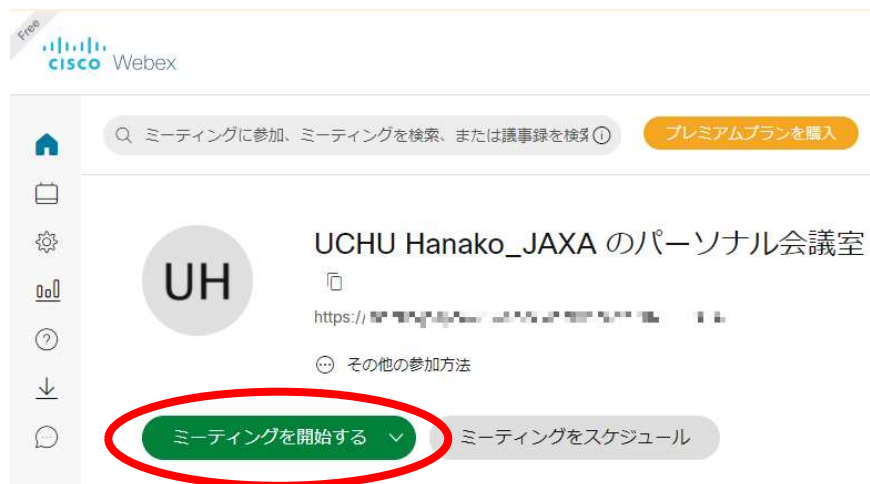 Free
CISCO Webex
ミーティングに参加、ミーティングを検索、または議事録を検索
プレミアムプランを購入
UH
UCHU Hanako_JAXA のパーソナル会議室
https://
その他の参加方法
ミーティングを開始する
ミーティングをスケジュール